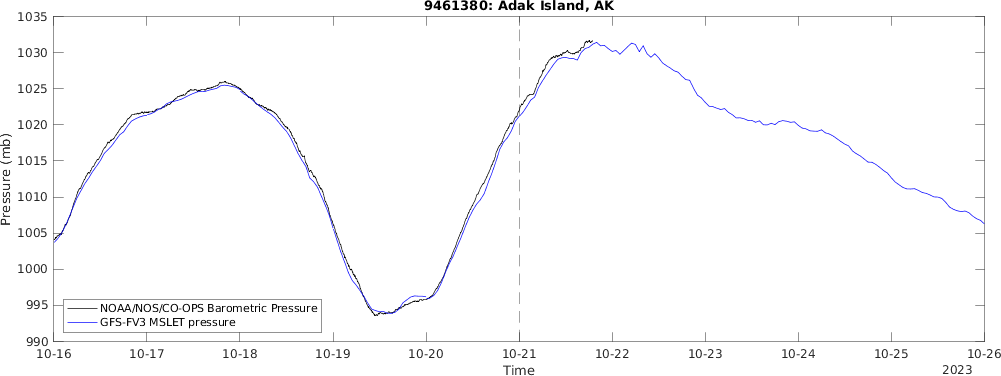 9461380: Adak Island, AK
1035
1030
1025
1020
1015
1010
1005
1000
995
990
Pressure (mb)
NOAA/NOS/CO-OPS Barometric Pressure
GFS-FV3 MSLET pressure
10-16 10-17 10-18 10-19 10-20 10-21 10-22 10-23 10-24 10-25 10-26
Time
2023